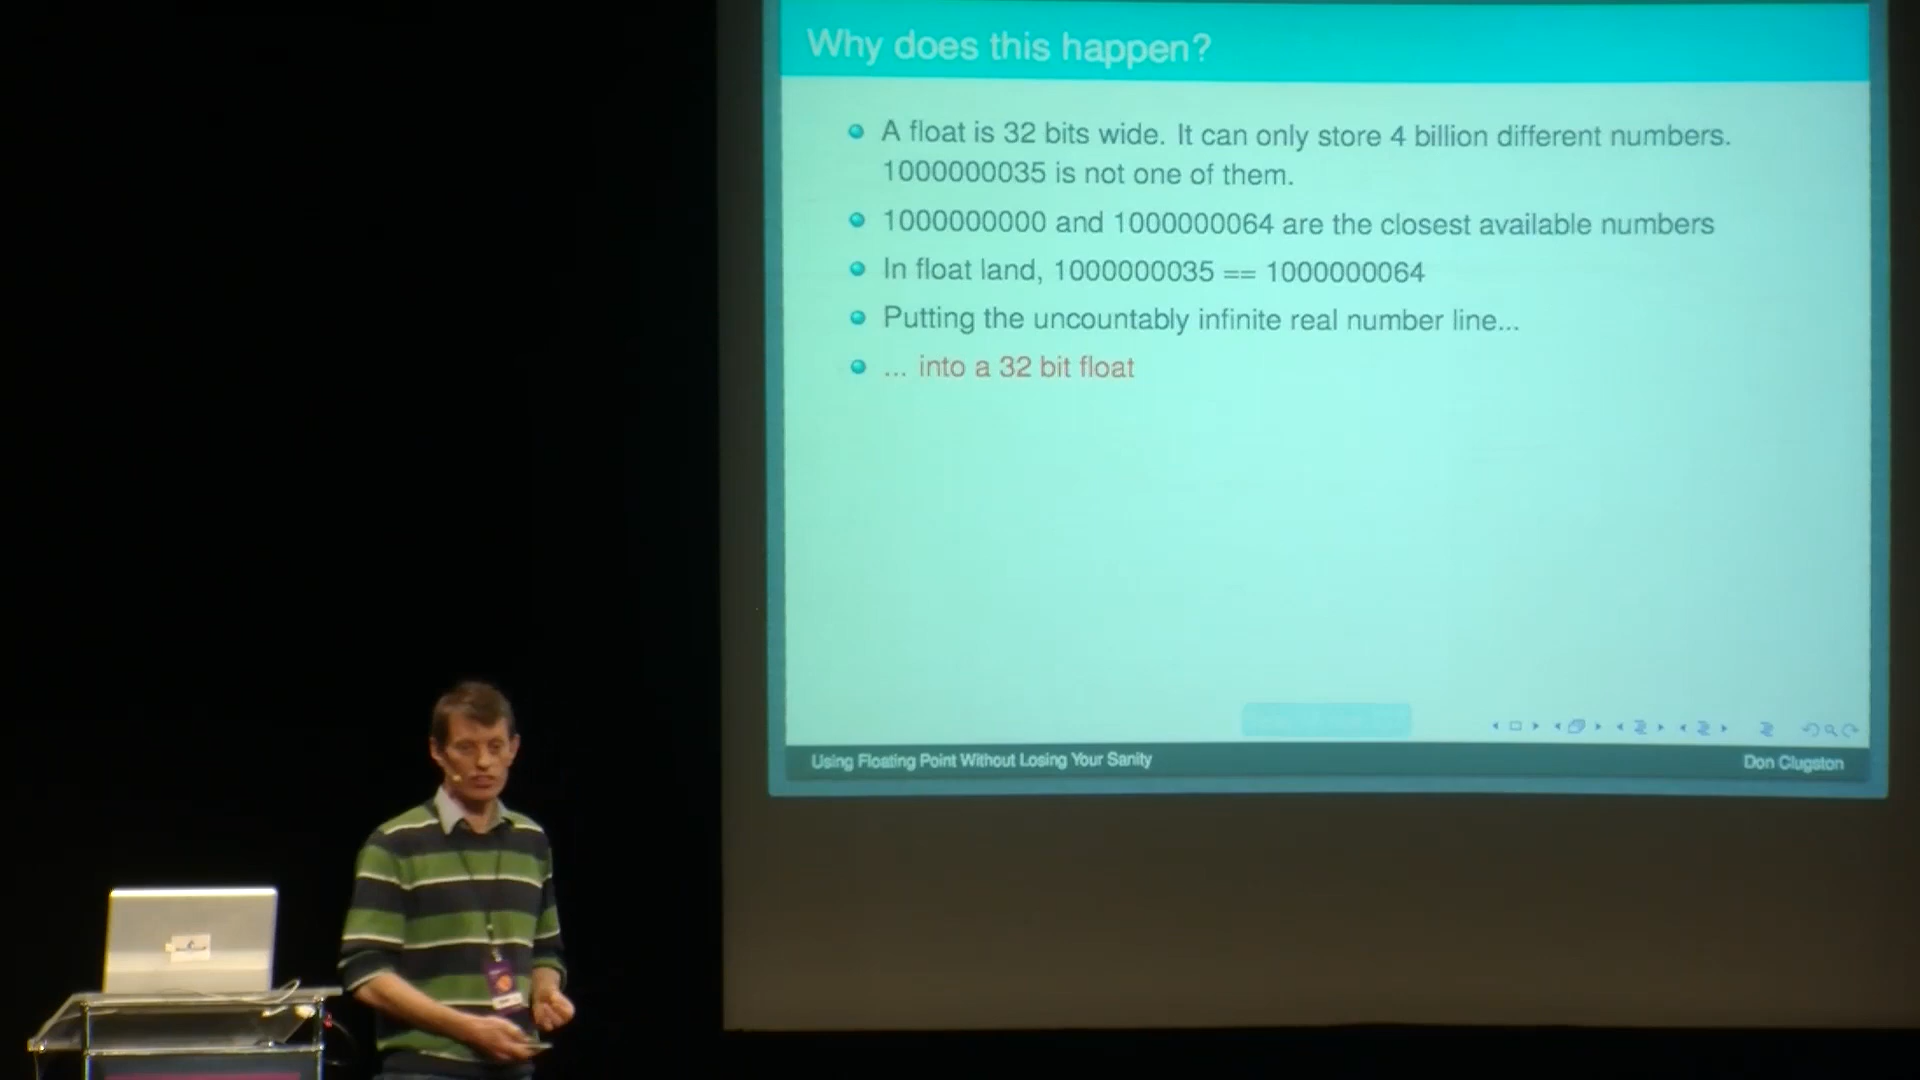 Why does this happen?
A float is 32 bits wide. It can only store 4 billion different numbers.
1000000035 is not one of them.
1000000000 and 1000000064 are the closest available numbers
In float land, 1000000035 == 1000000064
Putting the uncountably infinite real number line...
... into a 32 bit float
Using Floating Point Without Losing Your Sanity
Don Clugston